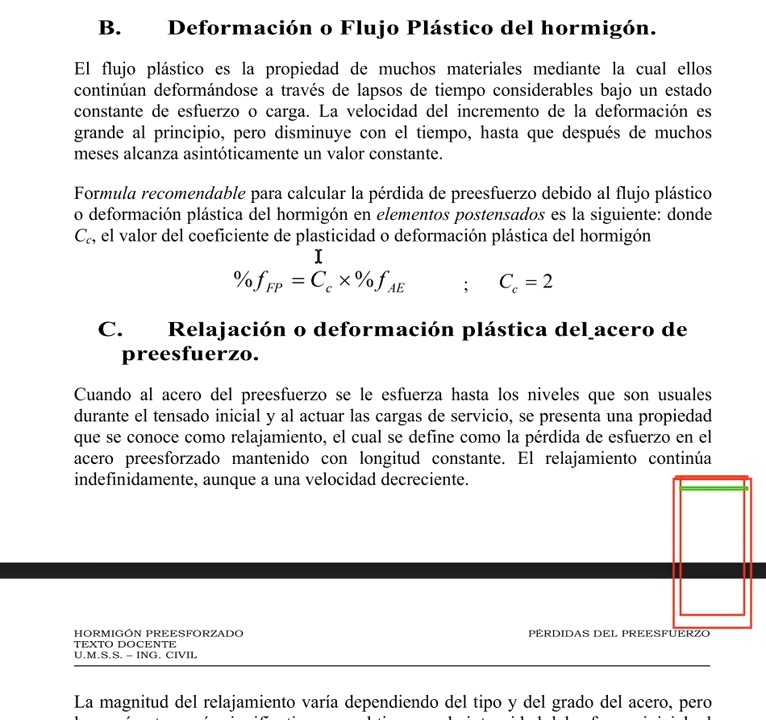 B. Deformación o Flujo Plástico del hormigón.
El flujo plástico es la propiedad de muchos materiales mediante la cual ellos
continúan deformándose a través de lapsos de tiempo considerables bajo un estado
constante de esfuerzo o carga. La velocidad del incremento de la deformación es
grande al principio, pero disminuye con el tiempo, hasta que después de muchos
meses alcanza asintóticamente un valor constante.
Formula recomendable para calcular la pérdida de preesfuerzo debido al flujo plástico
o deformación plástica del hormigón en elementos postensados es la siguiente: donde
Cc, el valor del coeficiente de plasticidad o deformación plástica del hormigón
%f_FP = C_c × %f_AE ; C_c = 2
C. Relajación o deformación plástica del acero de
preesfuerzo.
Cuando al acero del preesfuerzo se le esfuerza hasta los niveles que son usuales
durante el tensado inicial y al actuar las cargas de servicio, se presenta una propiedad
que se conoce como relajamiento, el cual se define como la pérdida de esfuerzo en el
acero preesforzado mantenido con longitud constante. El relajamiento continúa
indefinidamente, aunque a una velocidad decreciente.
HORMIGÓN PREESFORZADO PÉRDIDAS DEL PREESFUERZO
TEXTO DOCENTE
U.M.S.S. – ING. CIVIL
La magnitud del relajamiento varía dependiendo del tipo y del grado del acero, pero